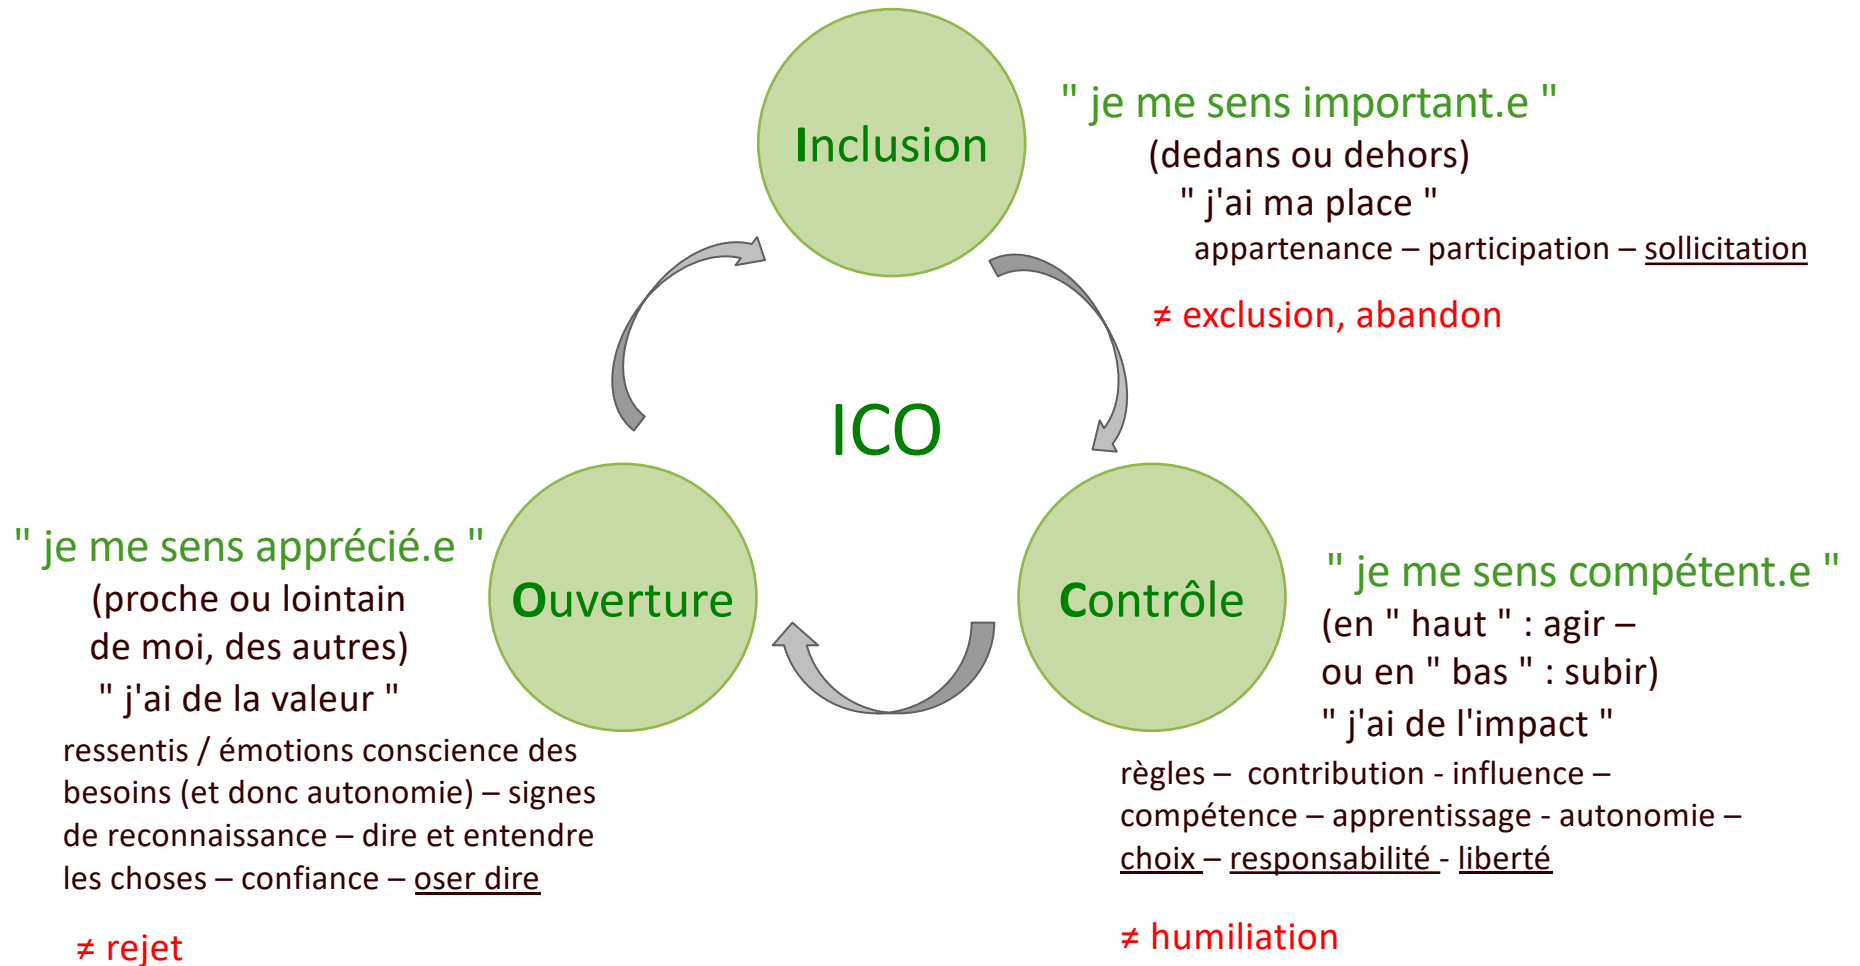 Inclusion
" je me sens important.e "
(dedans ou dehors)
" j'ai ma place "
appartenance – participation – sollicitation
≠ exclusion, abandon
ICO
Contrôle
" je me sens compétent.e "
(en " haut " : agir –
ou en " bas " : subir)
" j'ai de l'impact "
règles – contribution - influence –
compétence – apprentissage - autonomie –
choix – responsabilité - liberté
≠ humiliation
Ouverture
" je me sens apprécié.e "
(proche ou lointain
de moi, des autres)
" j'ai de la valeur "
ressentis / émotions conscience des
besoins (et donc autonomie) – signes
de reconnaissance – dire et entendre
les choses – confiance – oser dire
≠ rejet